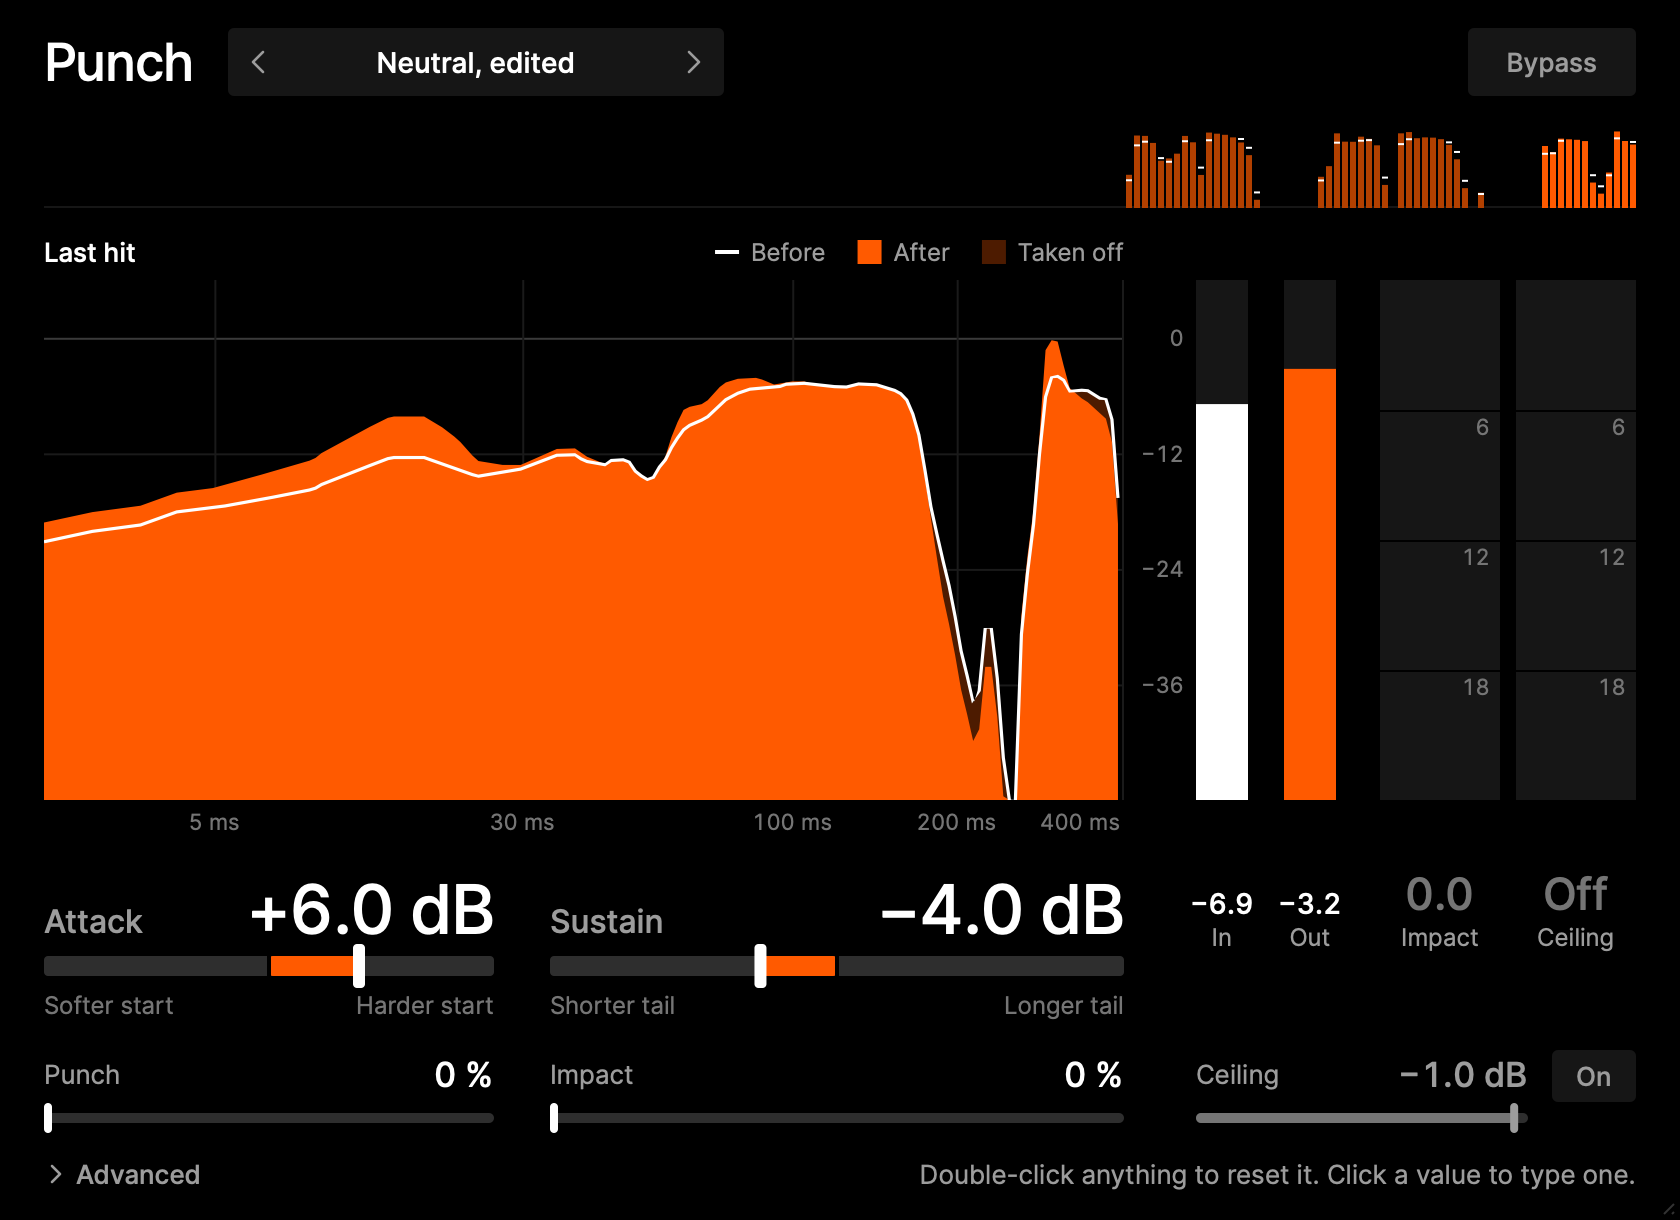 Punch
Neutral, edited
Bypass
Last hit
Before
After
Taken off
0
−12
−24
−36
6
12
18
6
12
18
5 ms
30 ms
100 ms
200 ms
400 ms
Attack
+6.0 dB
Softer start
Harder start
Sustain
−4.0 dB
Shorter tail
Longer tail
−6.9
In
−3.2
Out
0.0
Impact
Off
Ceiling
Punch
0 %
Impact
0 %
Ceiling
−1.0 dB
On
Advanced
Double-click anything to reset it. Click a value to type one.